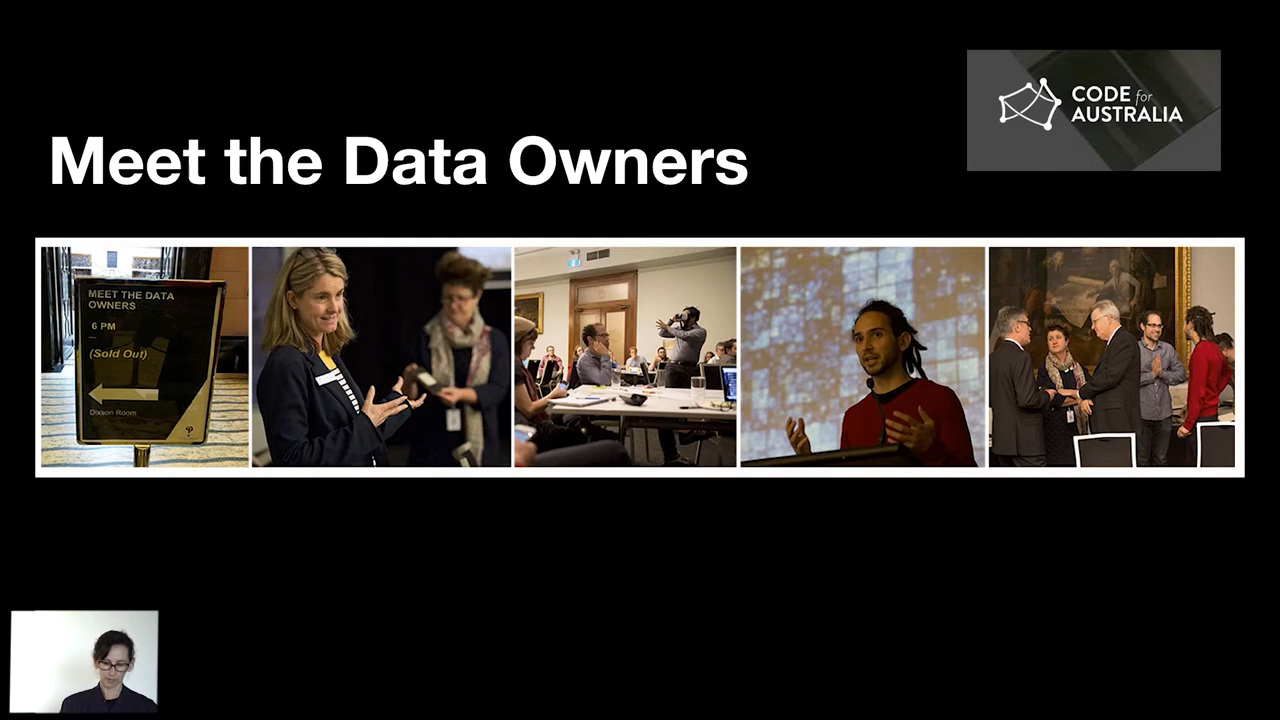 CODE for
AUSTRALIA
Meet the Data Owners
MEET THE DATA
OWNERS
6 PM
(Sold Out)
Dixson Room